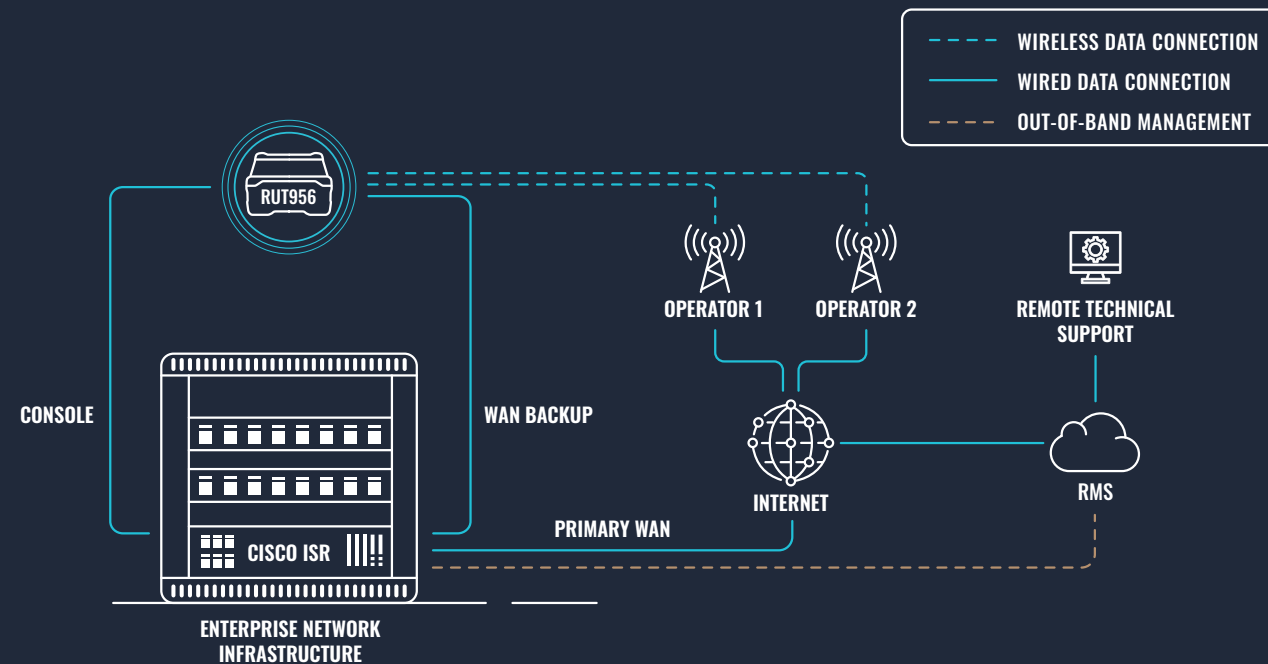 WIRELESS DATA CONNECTION
WIRED DATA CONNECTION
OUT-OF-BAND MANAGEMENT
RUT956
OPERATOR 1
OPERATOR 2
REMOTE TECHNICAL
SUPPORT
CONSOLE
WAN BACKUP
INTERNET
RMS
PRIMARY WAN
CISCO ISR
ENTERPRISE NETWORK
INFRASTRUCTURE